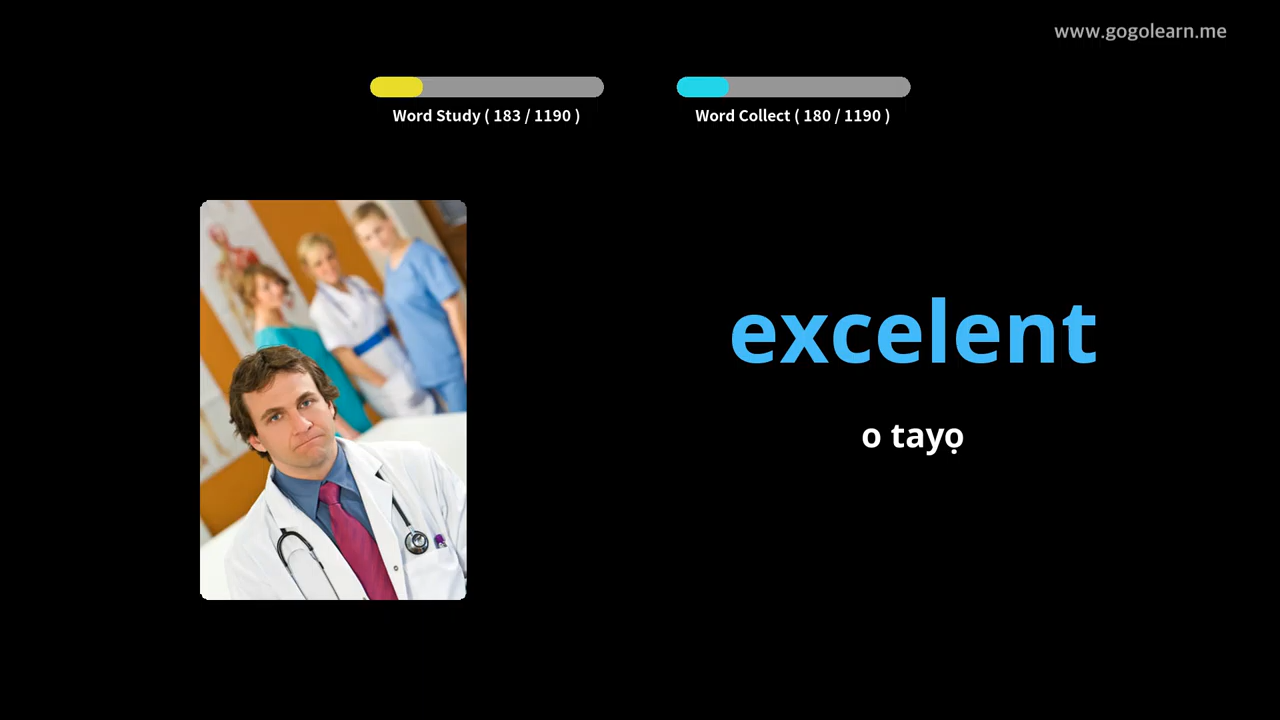 www.gogolearn.me
Word Study ( 183 / 1190 )
Word Collect ( 180 / 1190 )
excelent
o tayọ